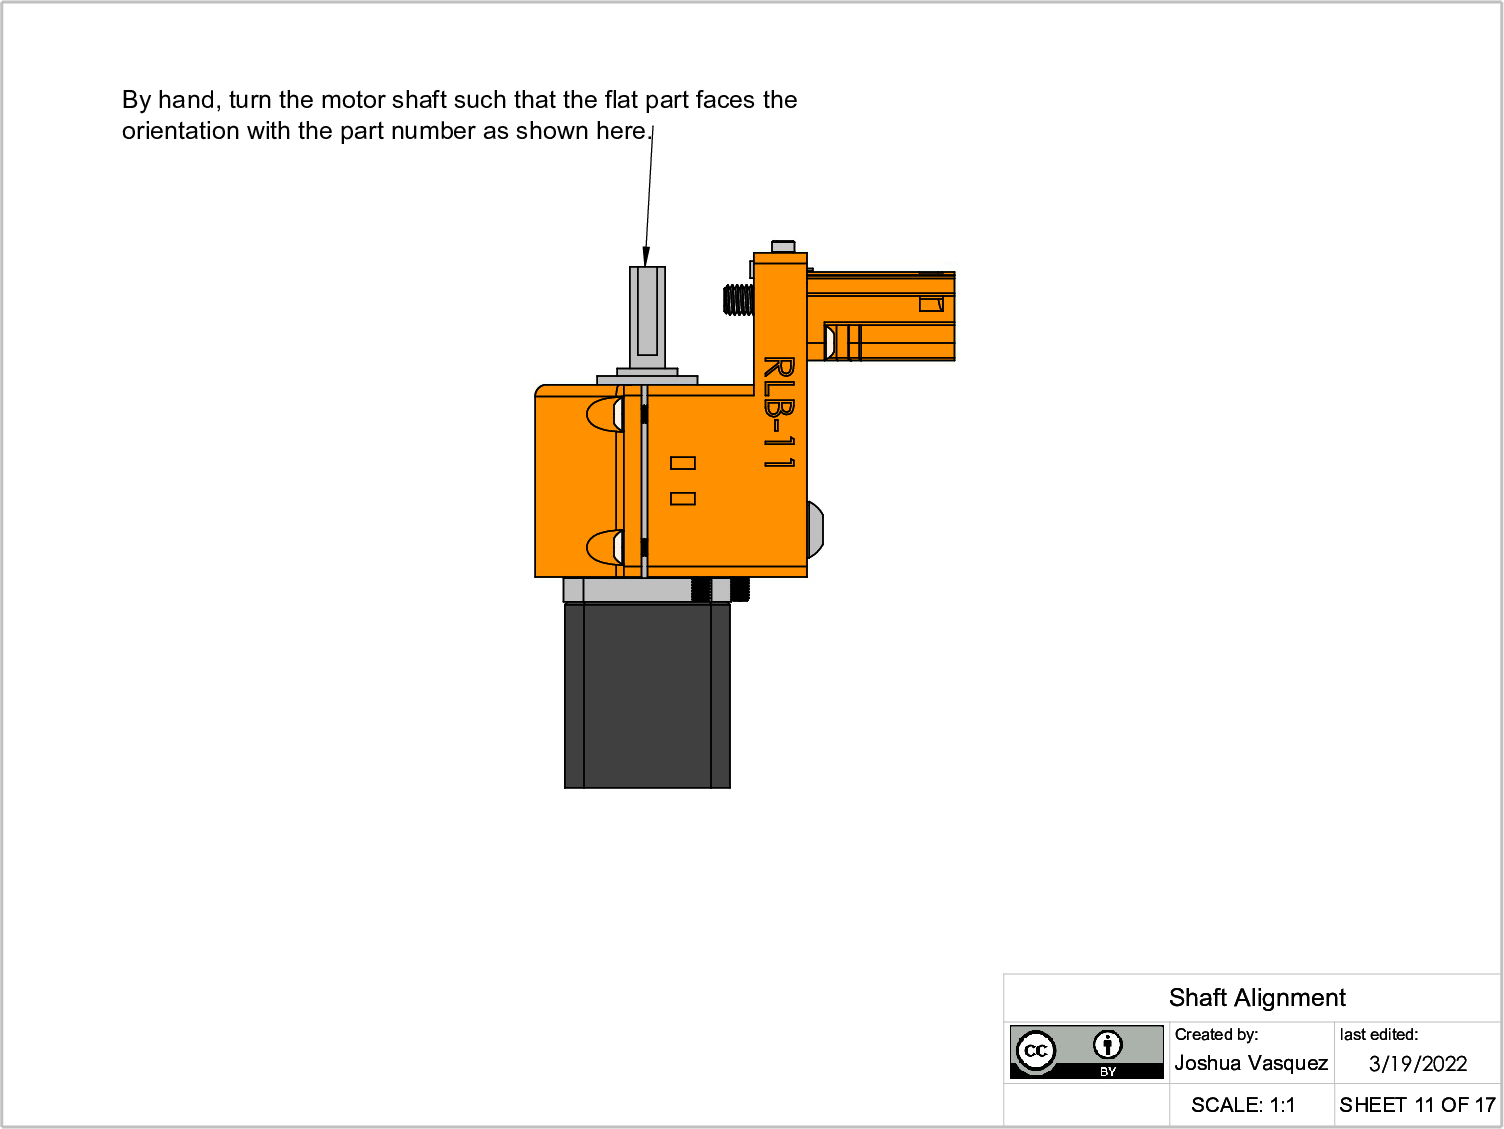 By hand, turn the motor shaft such that the flat part faces the
orientation with the part number as shown here.
RLB-11
Shaft Alignment
cc
BY
Created by:
Joshua Vasquez
last edited:
3/19/2022
SCALE: 1:1
SHEET 11 OF 17